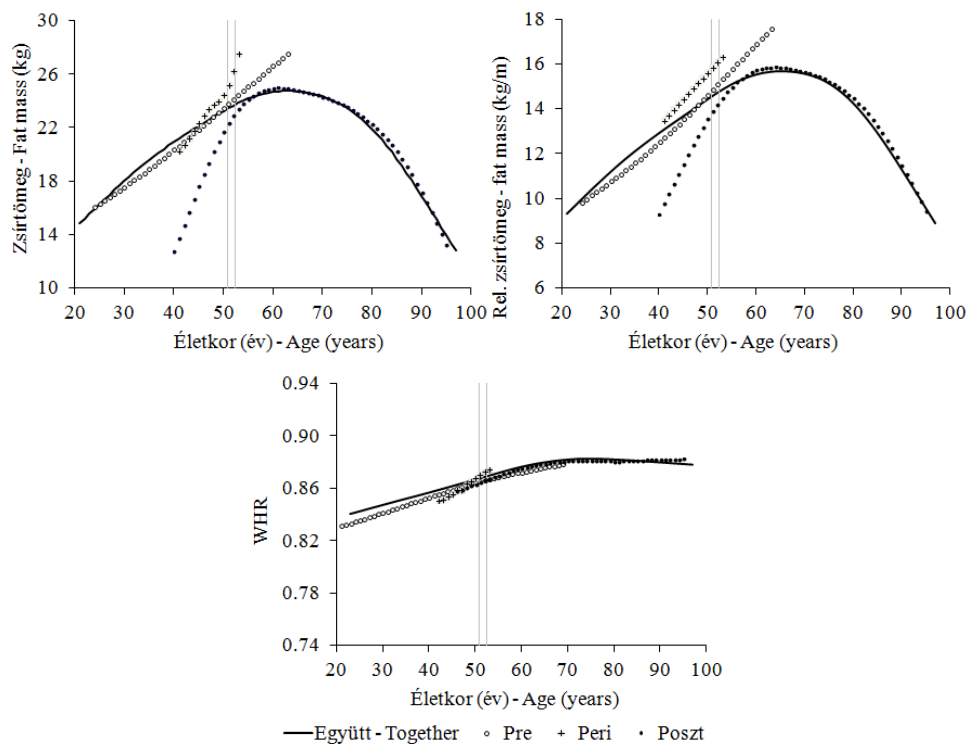 Zsírtömeg - Fat mass (kg)
30
26
22
18
14
10
20 30 40 50 60 70 80 90 100
Életkor (év) - Age (years)
Rel. zsírtömeg - fat mass (kg/m)
18
16
14
12
10
8
6
20 30 40 50 60 70 80 90 100
Életkor (év) - Age (years)
WHR
0.94
0.90
0.86
0.82
0.78
0.74
20 30 40 50 60 70 80 90 100
Életkor (év) - Age (years)
Együtt - Together Pre Peri Poszt